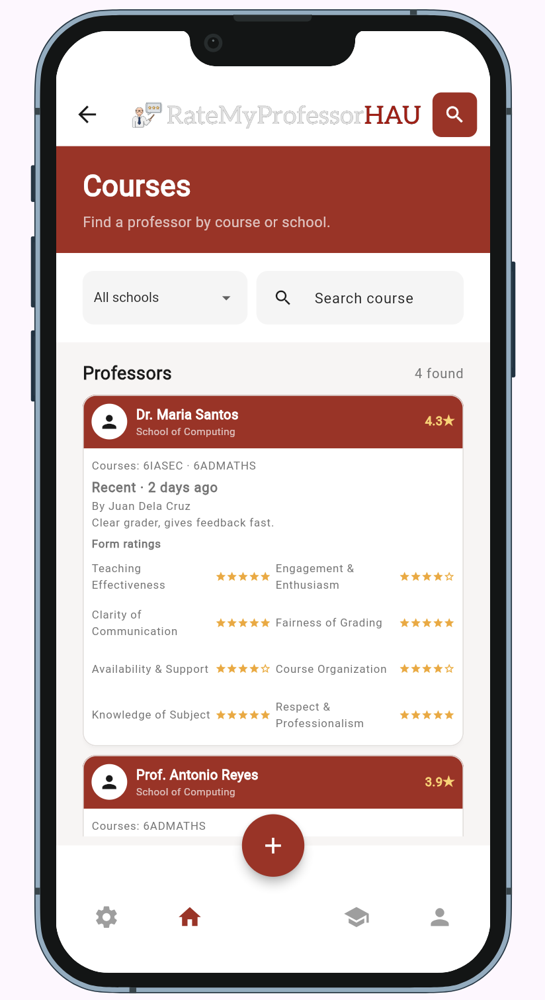 RateMyProfessorHAU
Courses
Find a professor by course or school.
All schools
Search course
Professors
4 found
Dr. Maria Santos
School of Computing
4.3★
Courses: 6IASEC · 6ADMATHS
Recent · 2 days ago
By Juan Dela Cruz
Clear grader, gives feedback fast.
Form ratings
Teaching
Effectiveness
★★★★★
Engagement &
Enthusiasm
★★★★☆
Clarity of
Communication
★★★★★
Fairness of Grading
★★★★★
Availability & Support
★★★★☆
Course Organization
★★★★☆
Knowledge of Subject
★★★★★
Respect &
Professionalism
★★★★★
Prof. Antonio Reyes
School of Computing
3.9★
Courses: 6ADMATHS